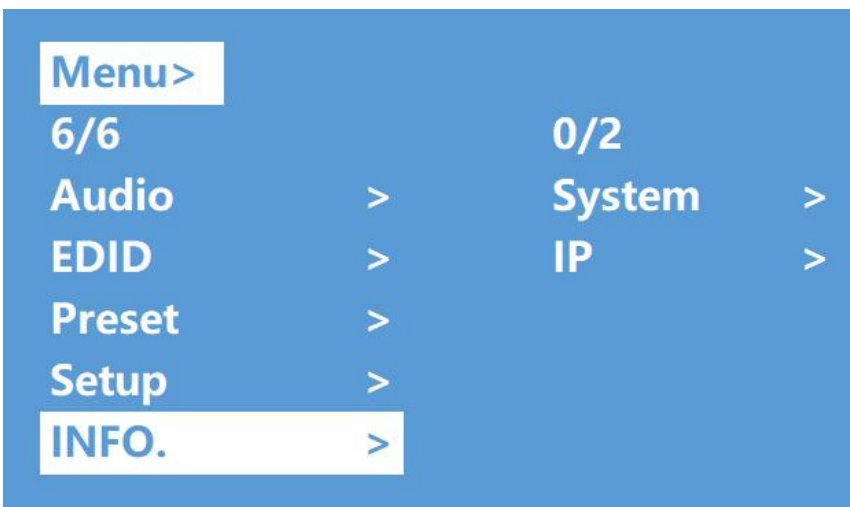 Menu>
6/6 0/2
Audio > System >
EDID > IP >
Preset >
Setup >
INFO. >